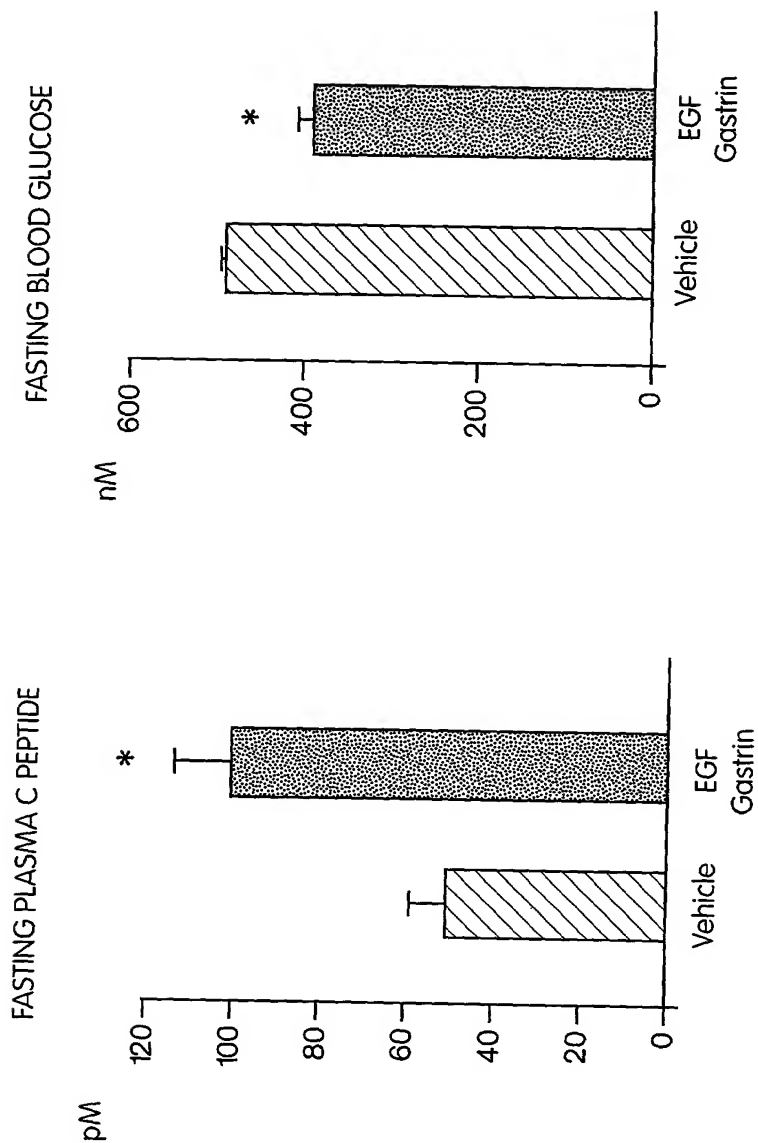 FASTING PLASMA C PEPTIDE
pM
120
100
80
60
40
20
0
*
Vehicle
EGF
Gastrin
FASTING BLOOD GLUCOSE
nM
600
400
200
0
*
Vehicle
EGF
Gastrin